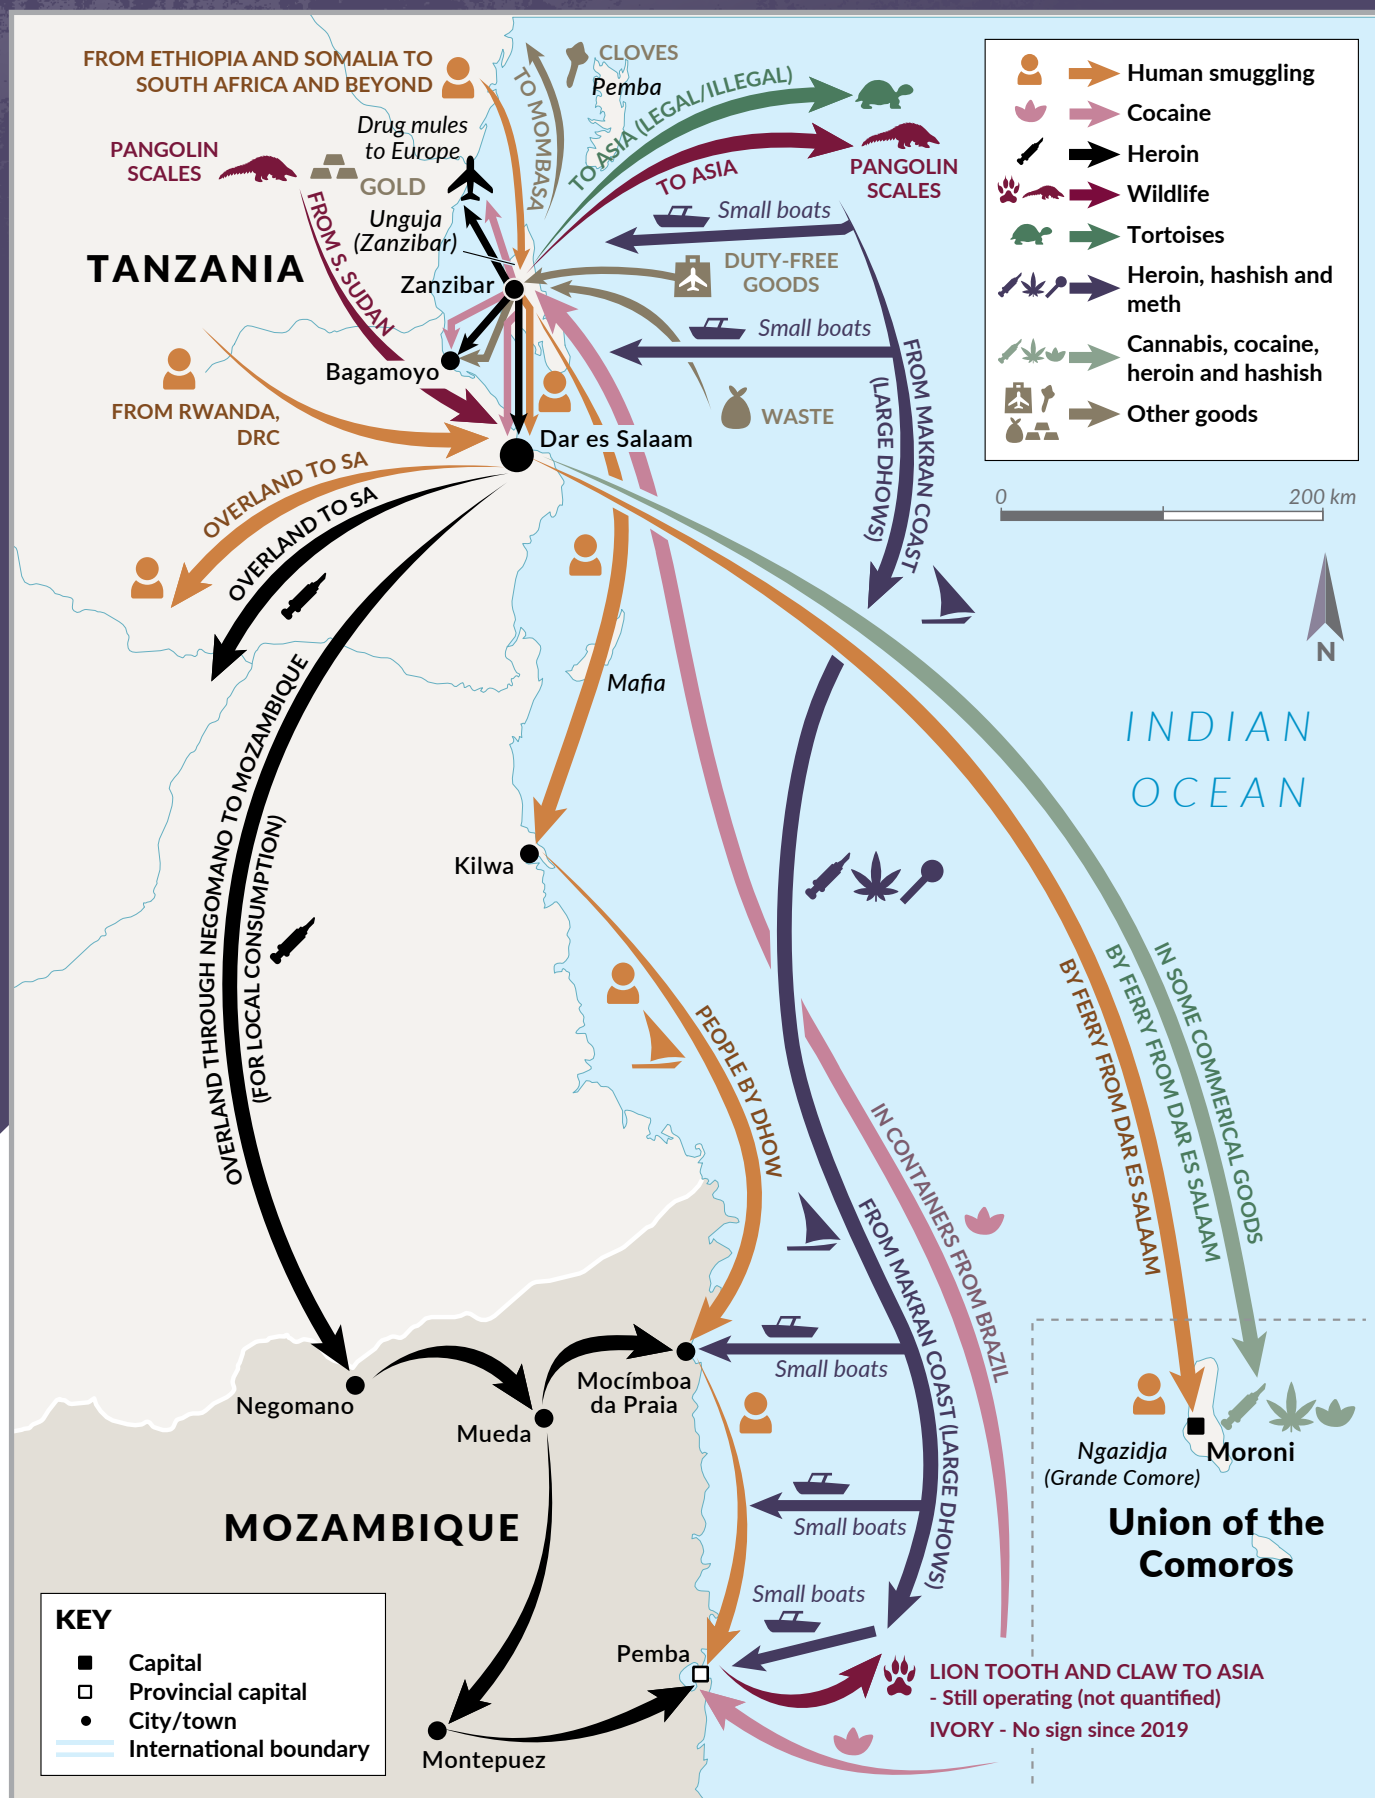 FROM ETHIOPIA AND SOMALIA TO
SOUTH AFRICA AND BEYOND
CLOVES
Pemba
TO MOMBASA
TO ASIA (LEGAL/ILLEGAL)
TO ASIA
PANGOLIN
SCALES
Drug mules
to Europe
PANGOLIN
SCALES
GOLD
FROM S. SUDAN
Unguja
(Zanzibar)
Zanzibar
TANZANIA
Small boats
DUTY-FREE
GOODS
Small boats
WASTE
FROM MAKRAN COAST
(LARGE DHOWS)
Bagamoyo
FROM RWANDA,
DRC
Dar es Salaam
OVERLAND TO SA
OVERLAND TO SA
Human smuggling
Cocaine
Heroin
Wildlife
Tortoises
Heroin, hashish and
meth
Cannabis, cocaine,
heroin and hashish
Other goods
0
200 km
N
INDIAN
OCEAN
Mafia
OVERLAND THROUGH NEGOMANO TO MOZAMBIQUE
(FOR LOCAL CONSUMPTION)
Kilwa
PEOPLE BY DHOW
BY FERRY FROM DAR ES SALAAM
BY FERRY FROM DAR ES SALAAM
IN SOME COMMERICAL GOODS
IN CONTAINERS FROM BRAZIL
FROM MAKRAN COAST (LARGE DHOWS)
Small boats
Negomano
Mueda
Mocímboa
da Praia
Ngazidja
(Grande Comore)
Moroni
Union of the
Comoros
MOZAMBIQUE
Small boats
Small boats
Pemba
Montepuez
LION TOOTH AND CLAW TO ASIA
- Still operating (not quantified)
IVORY - No sign since 2019
KEY
Capital
Provincial capital
City/town
International boundary